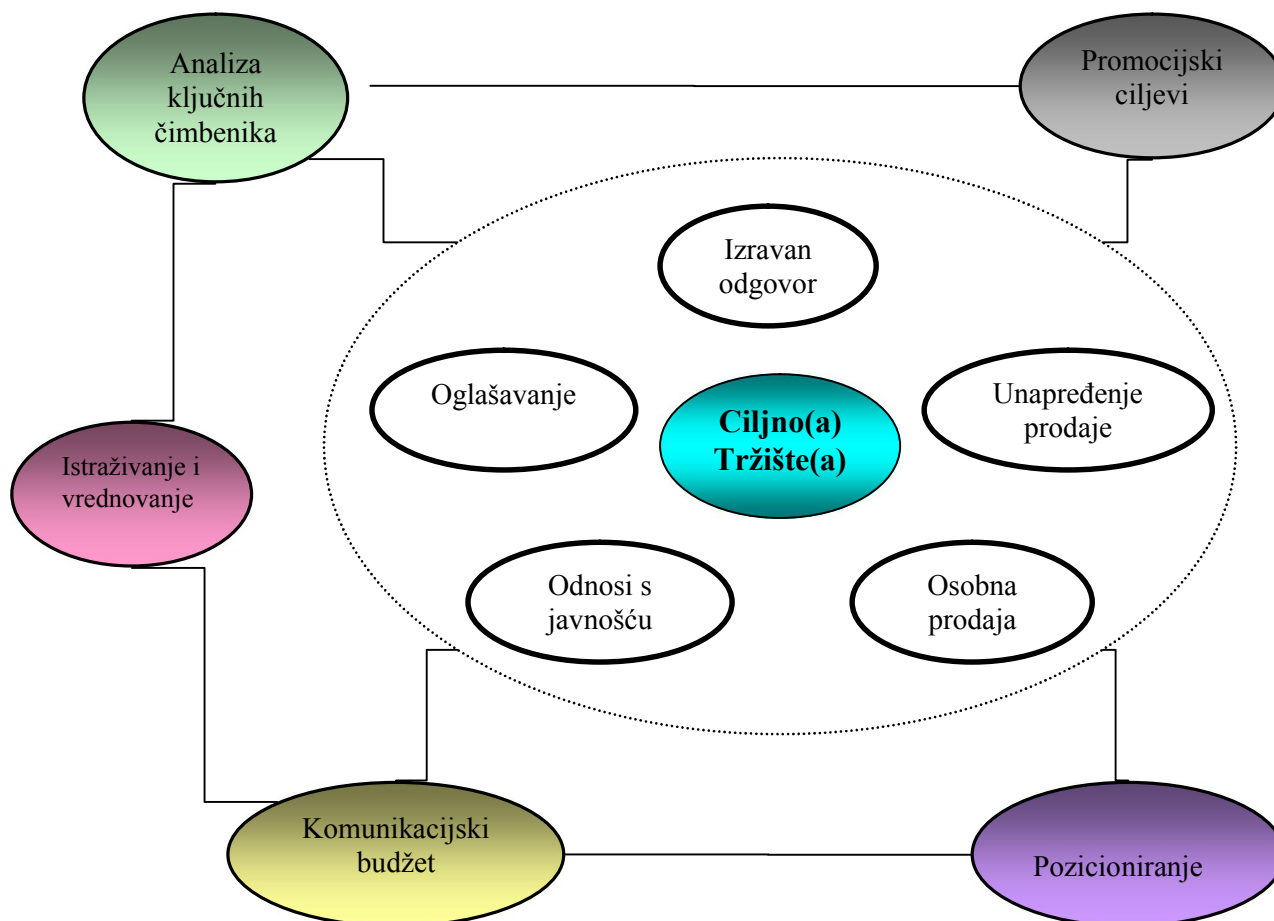 Analiza
ključnih
čimbenika
Promocijski
ciljevi
Izravan
odgovor
Oglašavanje
Unapređenje
prodaje
Ciljno(a)
Tržište(a)
Istraživanje i
vrednovanje
Odnosi s
javnošću
Osobna
prodaja
Komunikacijski
budžet
Pozicioniranje